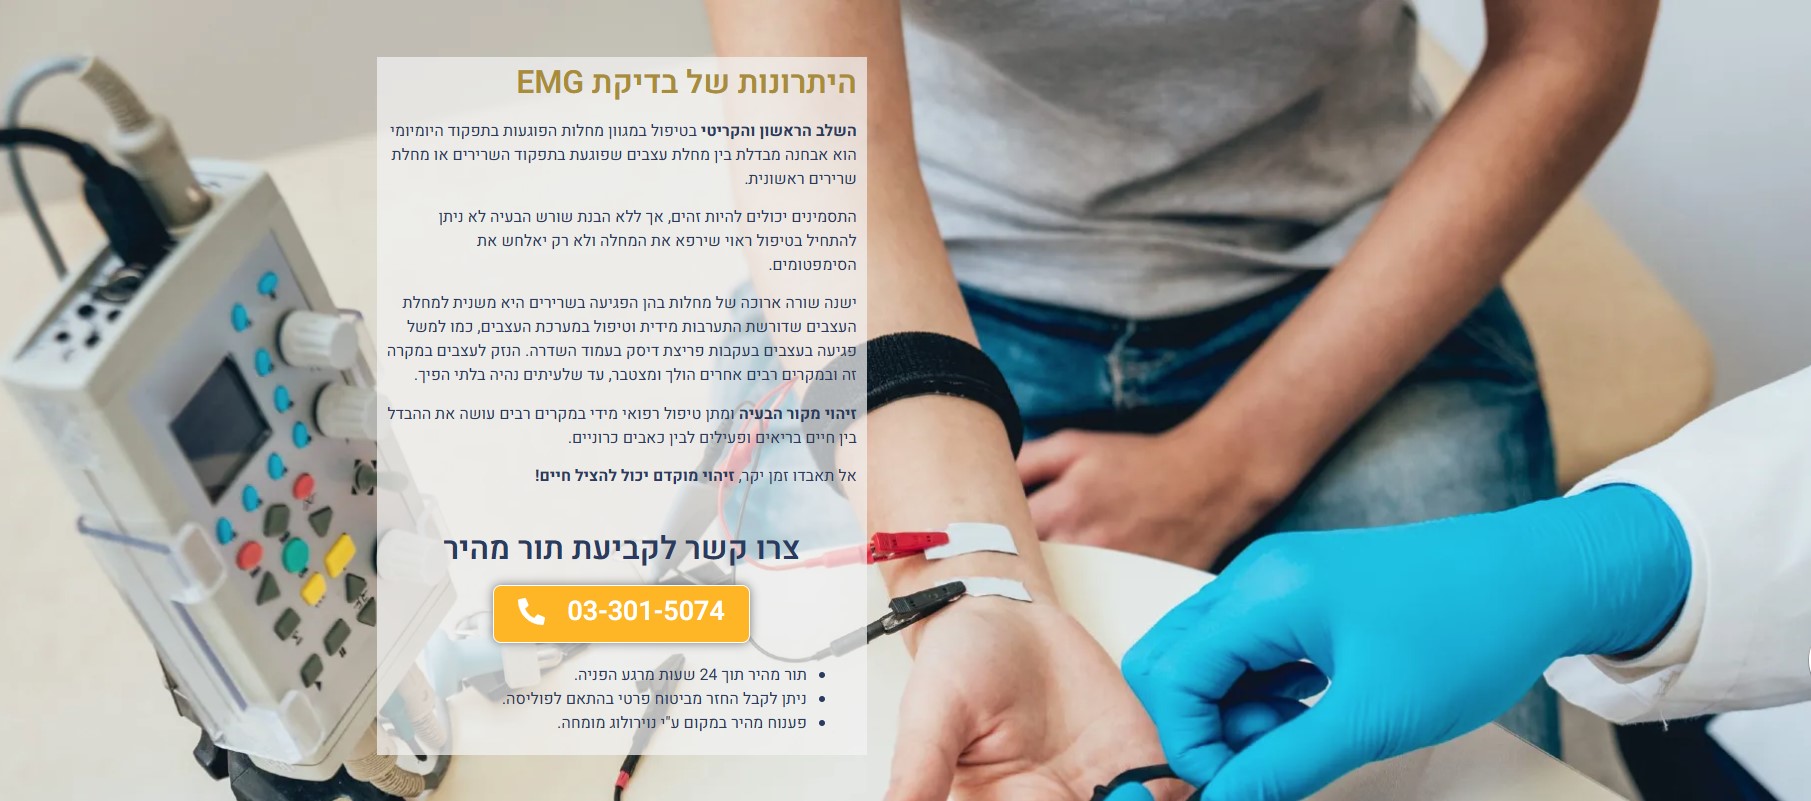 היתרונות של בדיקת EMG
השלב הראשון והקריטי בטיפול במגוון מחלות הפוגעות בתפקוד היומיומי
הוא אבחנה מבדלת בין מחלת עצבים שפוגעת בתפקוד השרירים או מחלת
שרירים ראשונית.
התסמינים יכולים להיות זהים, אך ללא הבנת שורש הבעיה לא ניתן
להתחיל בטיפול ראוי שירפא את המחלה ולא רק יאלחש את
הסימפטומים.
ישנה שורה ארוכה של מחלות בהן הפגיעה בשרירים היא משנית למחלת
העצבים שדורשת התערבות מידית וטיפול במערכת העצבים, כמו למשל
פגיעה בעצבים בעקבות פריצת דיסק בעמוד השדרה. הנזק לעצבים במקרה
זה ובמקרים רבים אחרים הולך ומצטבר, עד שלעיתים נהיה בלתי הפיך.
זיהוי מקור הבעיה ומתן טיפול רפואי מידי במקרים רבים עושה את ההבדל
בין חיים בריאים ופעילים לבין כאבים כרוניים.
אל תאבדו זמן יקר, זיהוי מוקדם יכול להציל חיים!
צרו קשר לקביעת תור מהיר
03-301-5074
• תור מהיר תוך 24 שעות מרגע הפניה.
• ניתן לקבל החזר מביטוח פרטי בהתאם לפוליסה.
• פענוח מהיר במקום ע"י נוירולוג מומחה.